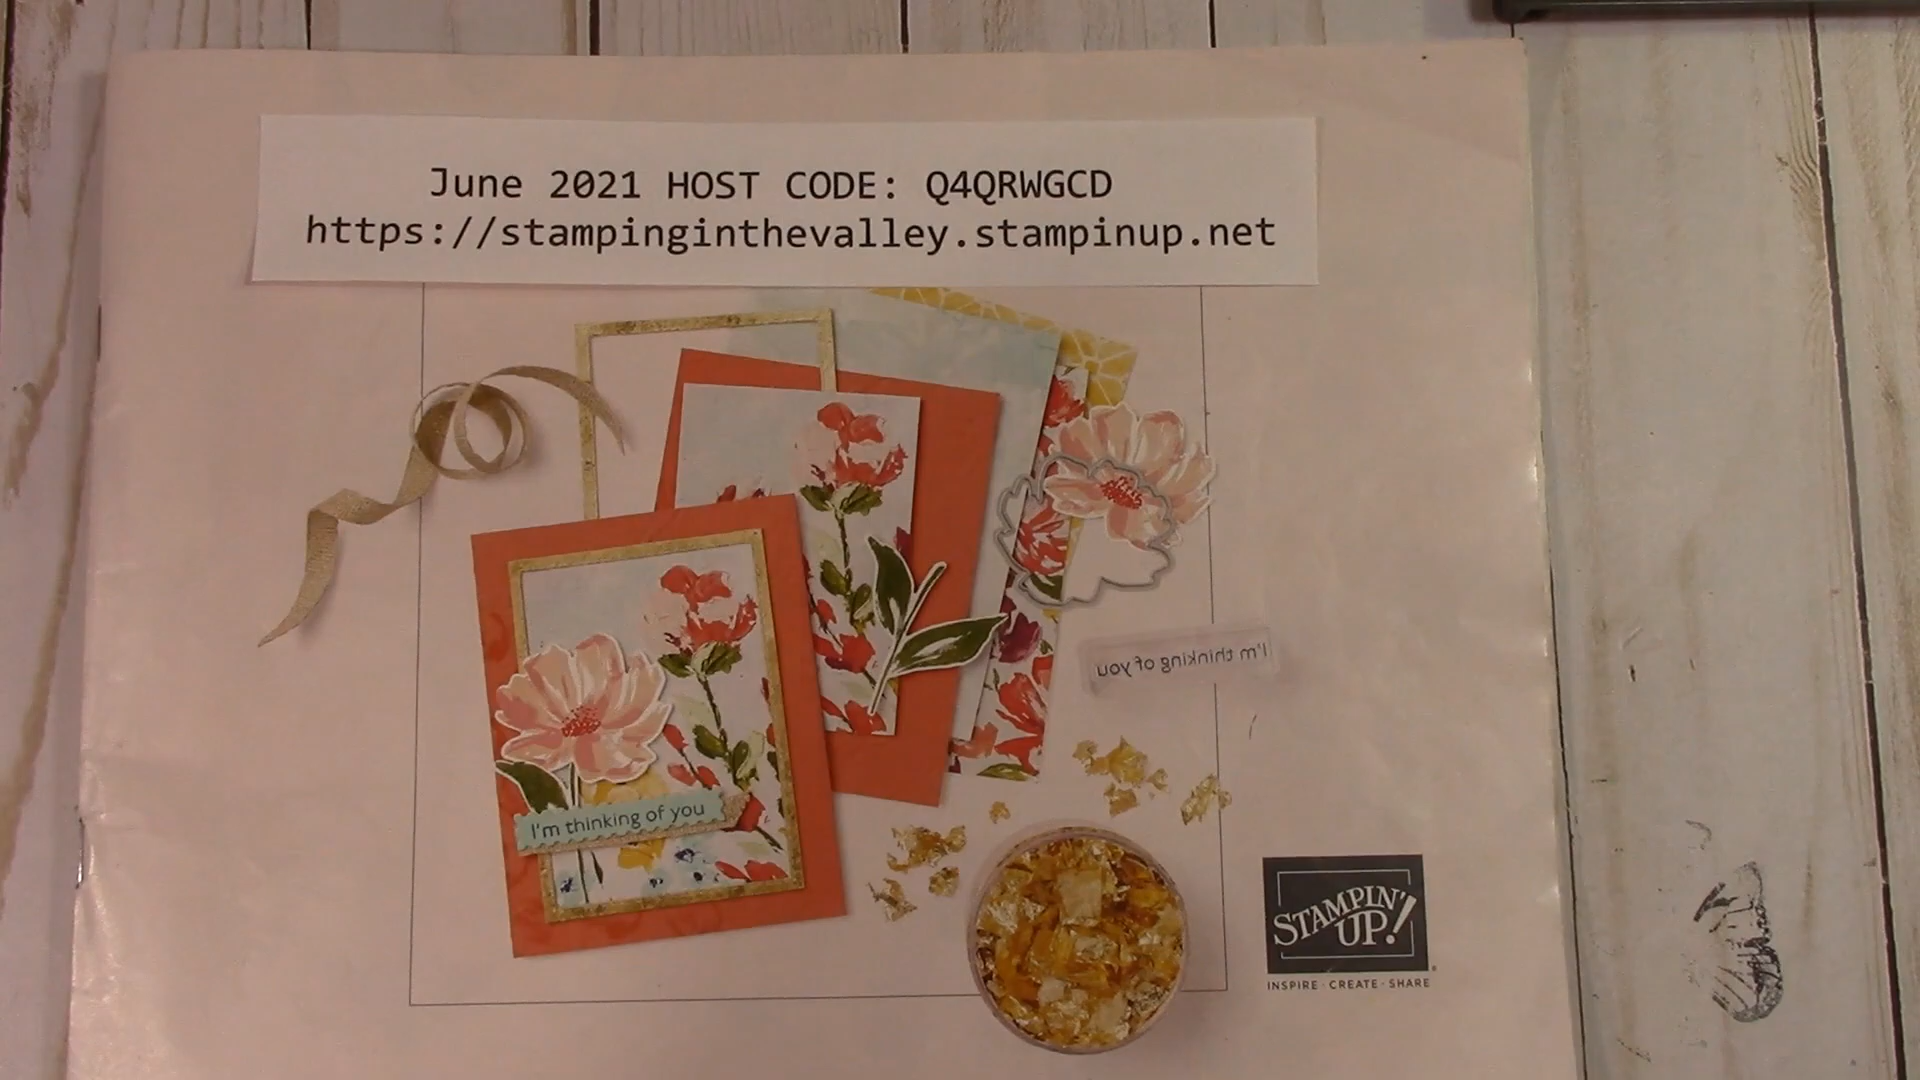 June 2021 HOST CODE: Q4QRWGCD
https://stampinginthevalley.stampinup.net
I'm thinking of you
I'm thinking of you
STAMPIN'
UP!
INSPIRE · CREATE · SHARE